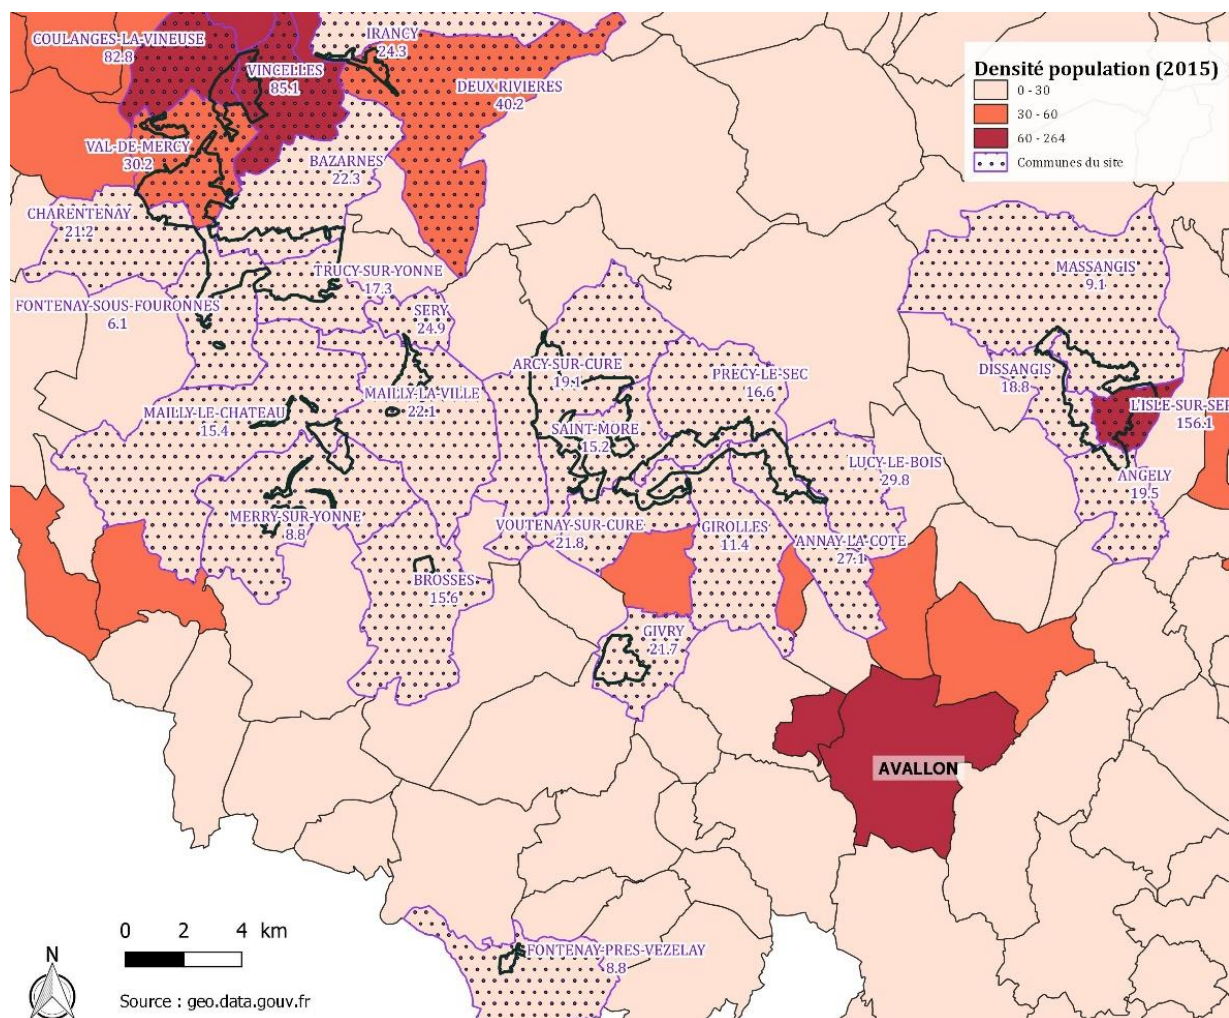 COULANGES-LA-VINEUSE
82.8
IRANCY
24.3
VINCELLES
85.1
DEUX RIVIERES
40.2
Densité population (2015)
0 - 30
30 - 60
60 - 264
Communes du site
VAL-DE-MERCY
30.2
BAZARNES
22.3
CHARENTENAY
21.2
TRUCY-SUR-YONNE
17.3
MASSANGIS
9.1
FONTENAY-SOUS-FOURONNES
6.1
SERY
24.9
ARCY-SUR-CURE
19.1
PRECY-LE-SEC
16.6
DISSANGIS
18.8
MAILLY-LA-VILLE
22.1
L'ISLE-SUR-SER
156.1
MAILLY-LE-CHATEAU
15.4
SAINT-MORE
15.2
LUCY-LE-BOIS
29.8
ANGELY
19.5
MERRY-SUR-YONNE
8.8
VOUTENAY-SUR-CURE
21.8
GIROLLES
11.4
ANNAY-LA-COTE
27.1
BROSSES
15.6
GIVRY
21.7
AVALLON
FONTENAY-PRES-VEZELAY
8.8
0 2 4 km
N
Source : geo.data.gouv.fr